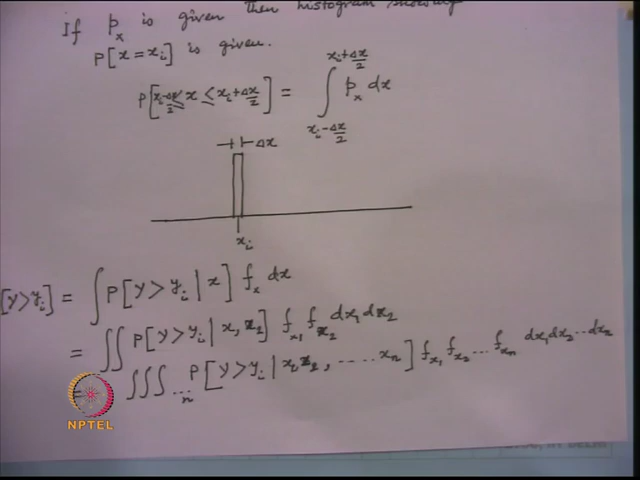 If p_x is given then histogram showing
P[x = x_i] is given.
P[x_i - Δx/2 ≤ x ≤ x_i + Δx/2] = ∫_{x_i - Δx/2}^{x_i + Δx/2} p_x dx
Δx
x_i
[y > y_i] = ∫ P[y > y_i | x] f_x dx
= ∫∫ P[y > y_i | x, x_2] f_{x_1} f_{x_2} dx_1 dx_2
= ∫∫∫ ... n P[y > y_i | x_1 x_2, ..... x_n] f_{x_1} f_{x_2} ... f_{x_n} dx_1 dx_2 ... dx_n
NPTEL